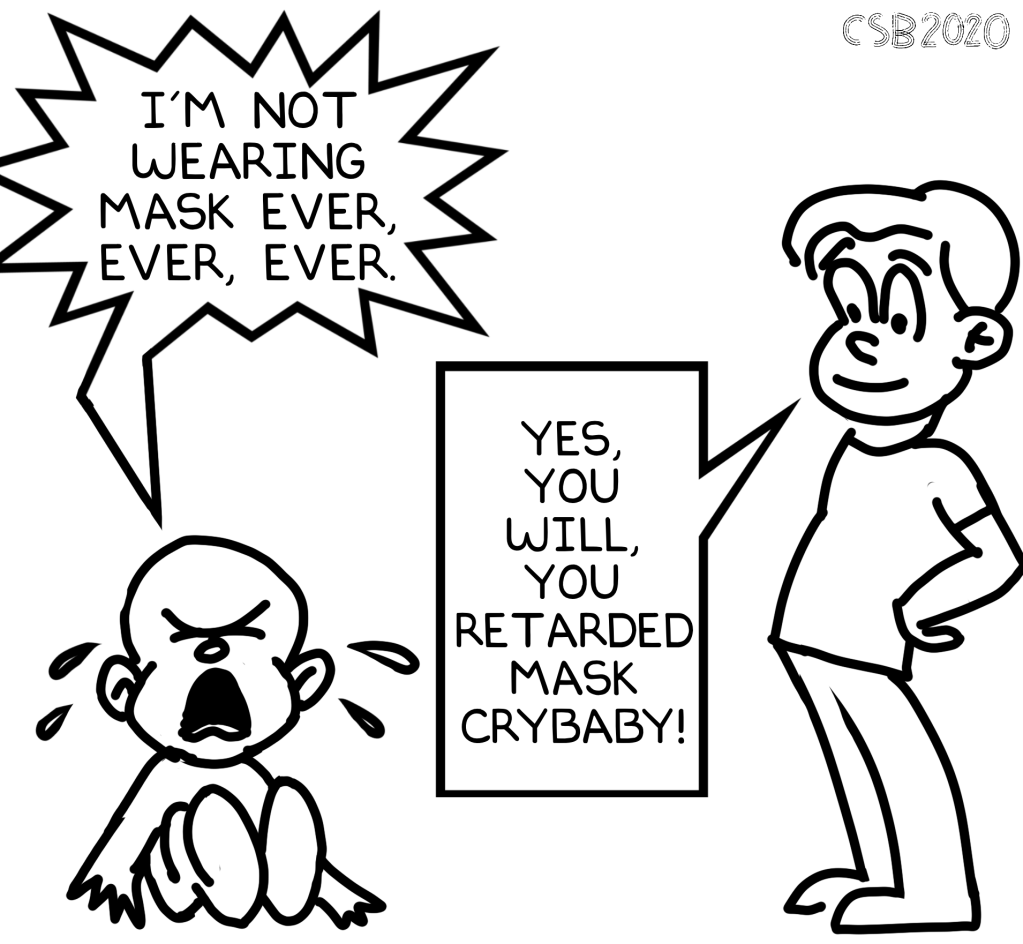 CSB2020
I'M NOT
WEARING
MASK EVER,
EVER, EVER.
YES,
YOU
WILL,
YOU
RETARDED
MASK
CRYBABY!